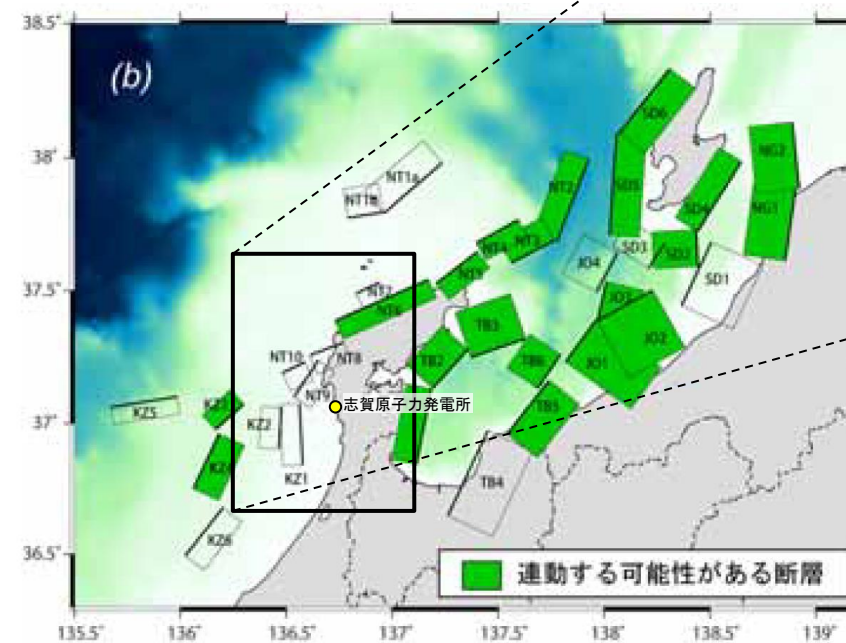 38.5°
(b)
SD6
38°
NT1a
NT1b
NT2
SD5
NG2
SD4
NG1
NT4
NT3
SD3
SD2
JO4
SD1
NT5
37.5°
NT7
NT6
JO3
TB3
JO2
NT10
NT8
TB2
TB6
JO1
NT9
志賀原子力発電所
KZ5
KZ3
KZ2
TB5
37°
KZ4
KZ1
TB4
KZ6
36.5°
連動する可能性がある断層
135.5°
136°
136.5°
137°
137.5°
138°
138.5°
139°